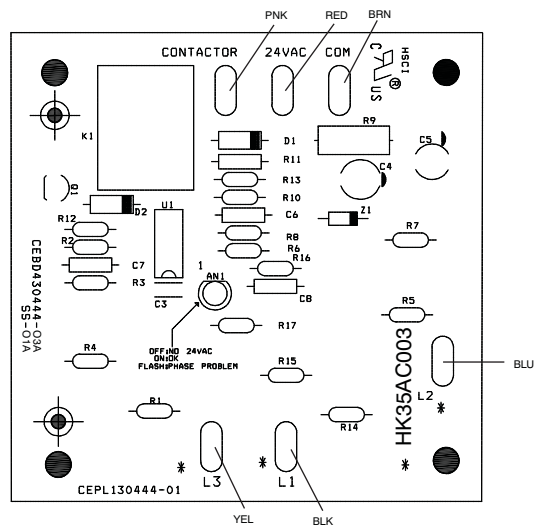 PNK
RED
BRN
CONTACTOR 24VAC COM
C US
®
HSCI
K1
R9
C5
D1
R11
C4
R13
Q1
R10
D2
U1
C6
Z1
R12
R8
R7
R2
R6
R16
C7
1
AN1
R3
C8
C3
CEBD430444-03A
SS-01A
R5
R17
OFF:NO 24VAC
ON:OK
FLASH:PHASE PROBLEM
R4
R15
HK35AC003
BLU
L2
*
R1
R14
*
*
*
L3
L1
CEPL130444-01
YEL
BLK